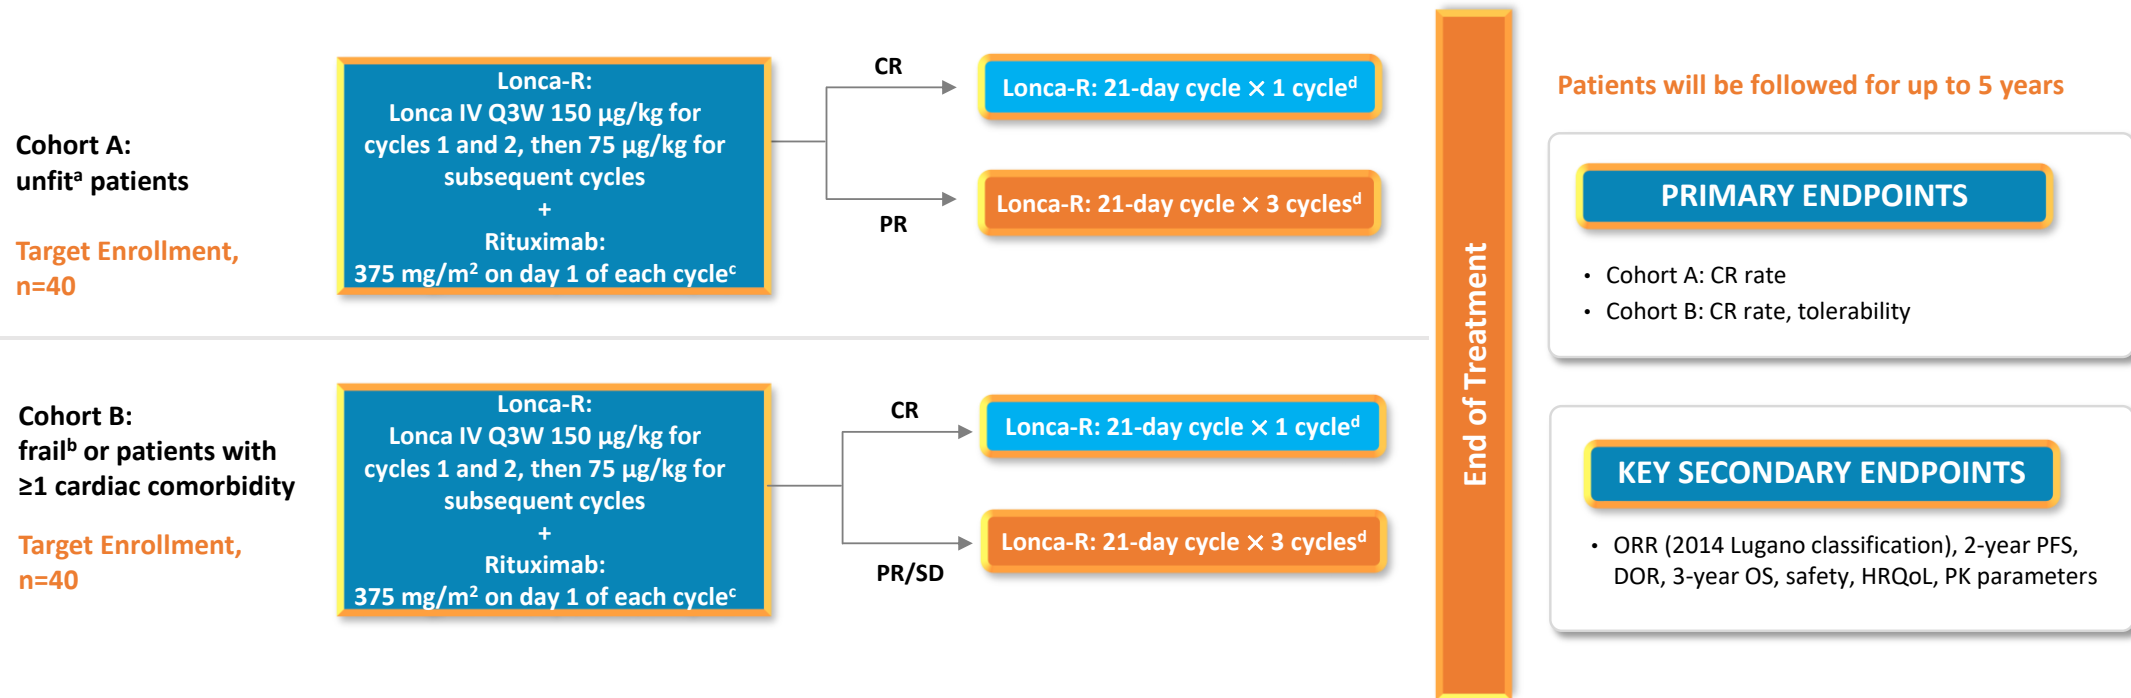 Cohort A:
unfitᵃ patients
Target Enrollment,
n=40
Lonca-R:
Lonca IV Q3W 150 µg/kg for
cycles 1 and 2, then 75 µg/kg for
subsequent cycles
+
Rituximab:
375 mg/m² on day 1 of each cycleᶜ
CR
Lonca-R: 21-day cycle × 1 cycleᵈ
PR
Lonca-R: 21-day cycle × 3 cyclesᵈ
Cohort B:
frailᵇ or patients with
≥1 cardiac comorbidity
Target Enrollment,
n=40
Lonca-R:
Lonca IV Q3W 150 µg/kg for
cycles 1 and 2, then 75 µg/kg for
subsequent cycles
+
Rituximab:
375 mg/m² on day 1 of each cycleᶜ
CR
Lonca-R: 21-day cycle × 1 cycleᵈ
PR/SD
Lonca-R: 21-day cycle × 3 cyclesᵈ
End of Treatment
Patients will be followed for up to 5 years
PRIMARY ENDPOINTS
• Cohort A: CR rate
• Cohort B: CR rate, tolerability
KEY SECONDARY ENDPOINTS
• ORR (2014 Lugano classification), 2-year PFS,
DOR, 3-year OS, safety, HRQoL, PK parameters